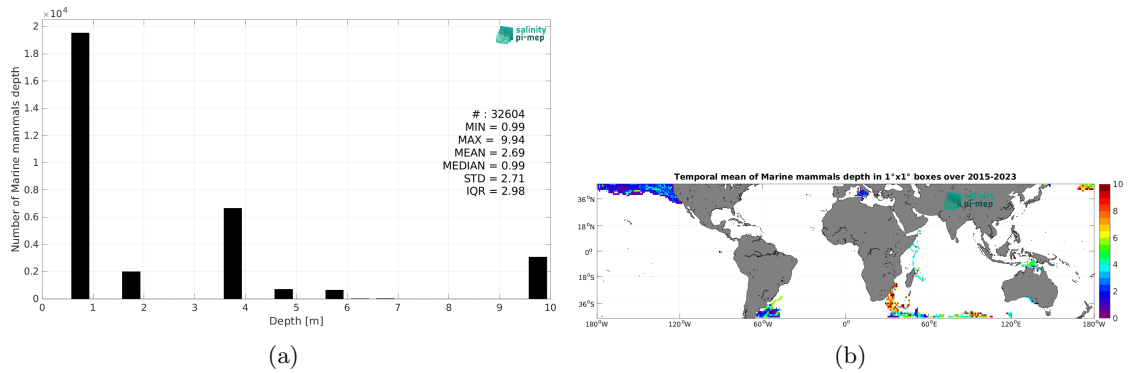 ×10⁴
2
1.8
1.6
1.4
1.2
1
0.8
0.6
0.4
0.2
0
Number of Marine mammals depth
salinity
pi-mep
# : 32604
MIN = 0.99
MAX = 9.94
MEAN = 2.69
MEDIAN = 0.99
STD = 2.71
IQR = 2.98
0 1 2 3 4 5 6 7 8 9 10
Depth [m]
(a)
Temporal mean of Marine mammals depth in 1°x1° boxes over 2015-2023
36°N
18°N
0°
18°S
36°S
salinity
pi-mep
180°W 120°W 60°W 0° 60°E 120°E 180°W
10
8
6
4
2
0
(b)